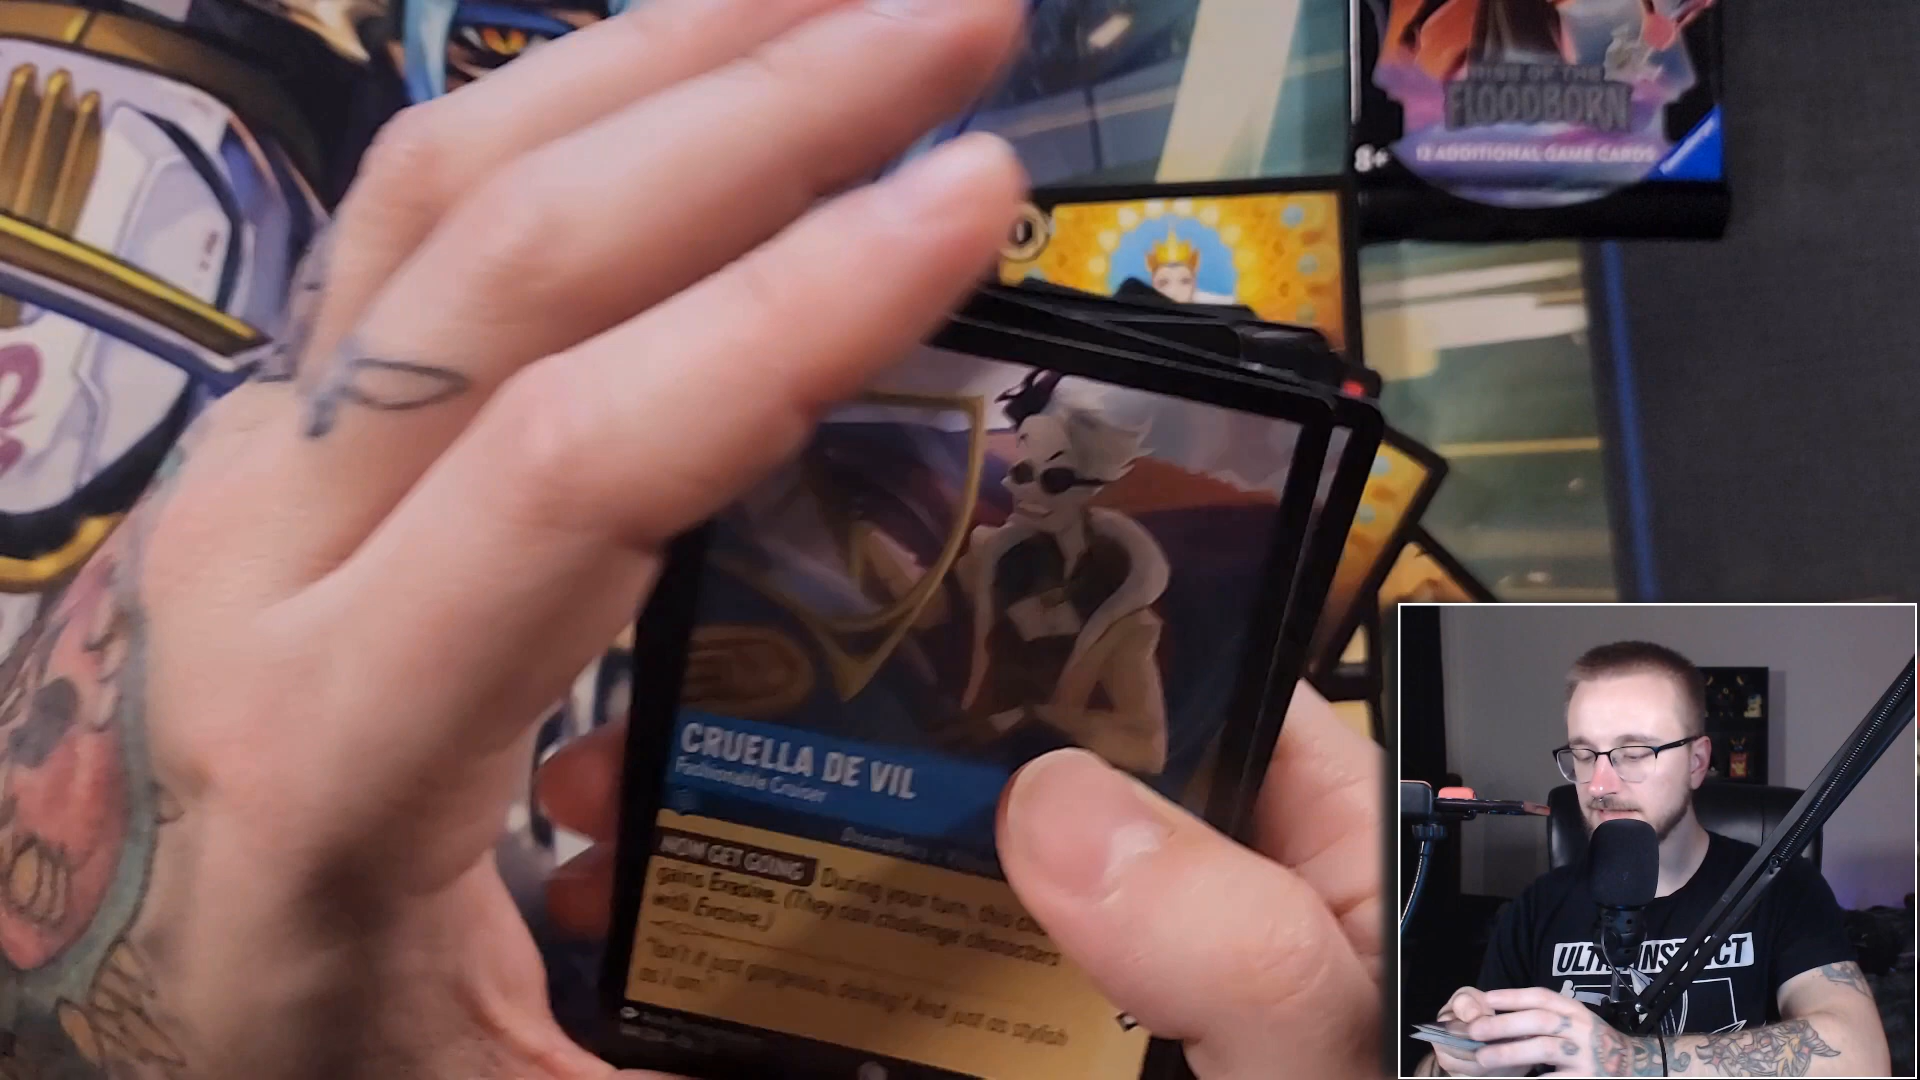 RISE OF THE
FLOODBORN
8+
12 ADDITIONAL GAME CARDS
CRUELLA DE VIL
Fashionable Cruiser
NOW GET GOING During your turn, this
gains Evasive. (They can challenge characters
with Evasive.)
"Isn't it just gorgeous, darling? And just as stylish
as I am."